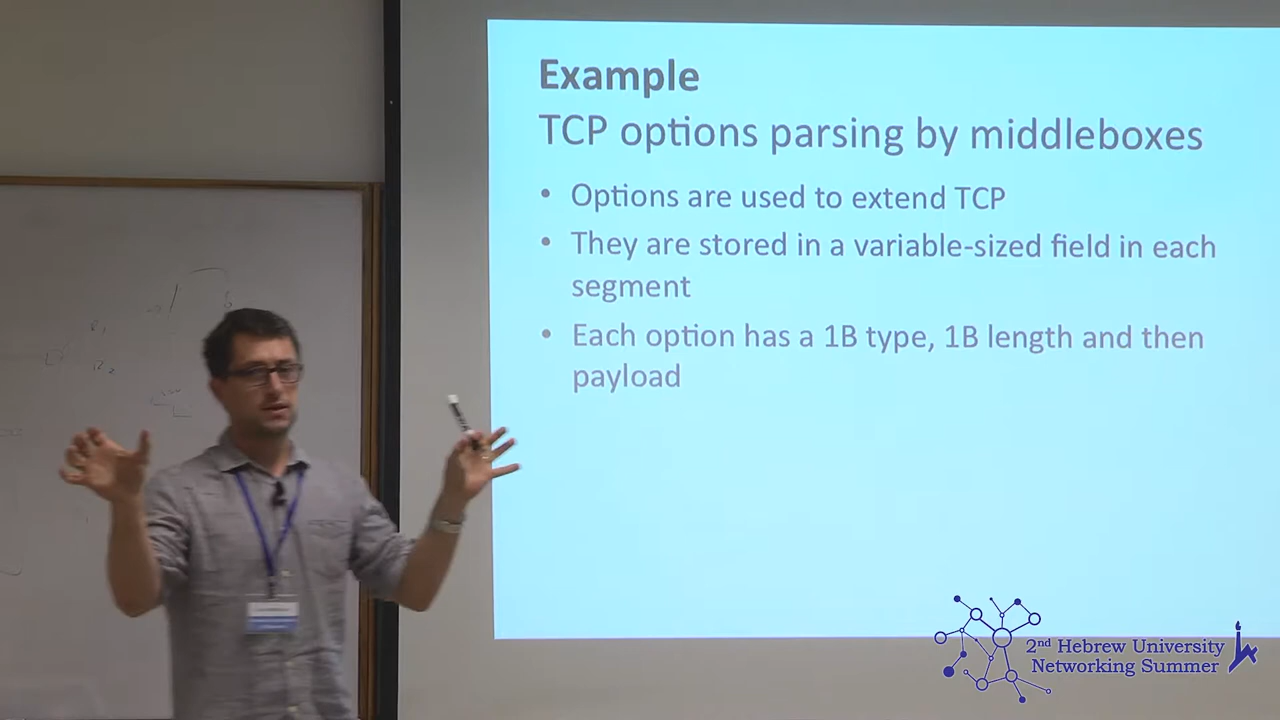 Example
TCP options parsing by middleboxes
• Options are used to extend TCP
• They are stored in a variable-sized field in each
segment
• Each option has a 1B type, 1B length and then
payload
2nd Hebrew University
Networking Summer